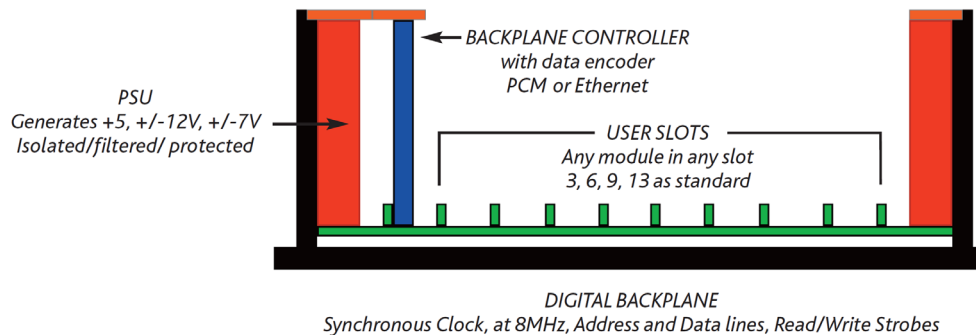 BACKPLANE CONTROLLER
with data encoder
PCM or Ethernet
PSU
Generates +5, +/-12V, +/-7V
Isolated/filtered/ protected
USER SLOTS
Any module in any slot
3, 6, 9, 13 as standard
DIGITAL BACKPLANE
Synchronous Clock, at 8MHz, Address and Data lines, Read/Write Strobes